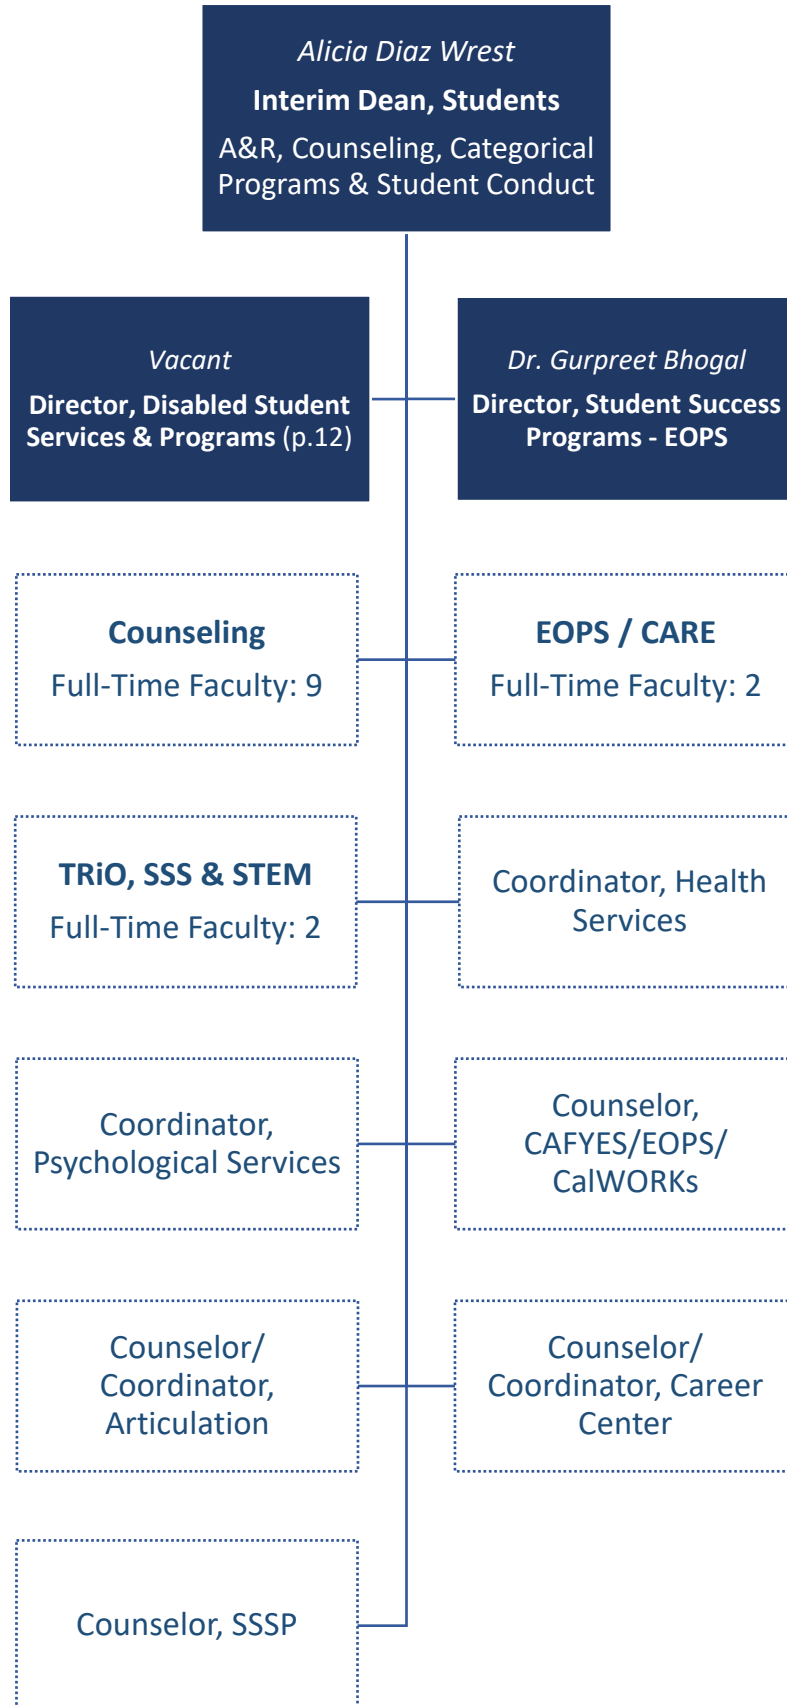 Alicia Diaz Wrest
Interim Dean, Students
A&R, Counseling, Categorical
Programs & Student Conduct
Vacant
Director, Disabled Student
Services & Programs (p.12)
Dr. Gurpreet Bhogal
Director, Student Success
Programs - EOPS
Counseling
Full-Time Faculty: 9
EOPS / CARE
Full-Time Faculty: 2
TRiO, SSS & STEM
Full-Time Faculty: 2
Coordinator, Health
Services
Coordinator,
Psychological Services
Counselor,
CAFYES/EOPS/
CalWORKs
Counselor/
Coordinator,
Articulation
Counselor/
Coordinator, Career
Center
Counselor, SSSP